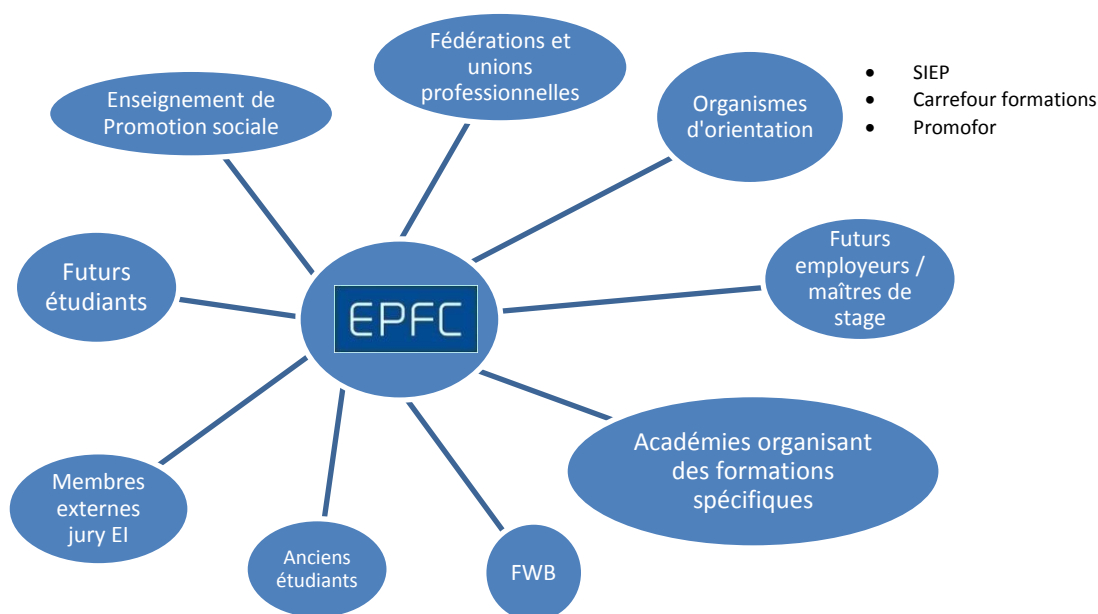 Fédérations et
unions
professionnelles
Enseignement de
Promotion sociale
Organismes
d'orientation
• SIEP
• Carrefour formations
• Promofor
Futurs
étudiants
EPFC
Futurs
employeurs /
maîtres de
stage
Académies organisant
des formations
spécifiques
Membres
externes
jury EI
Anciens
étudiants
FWB